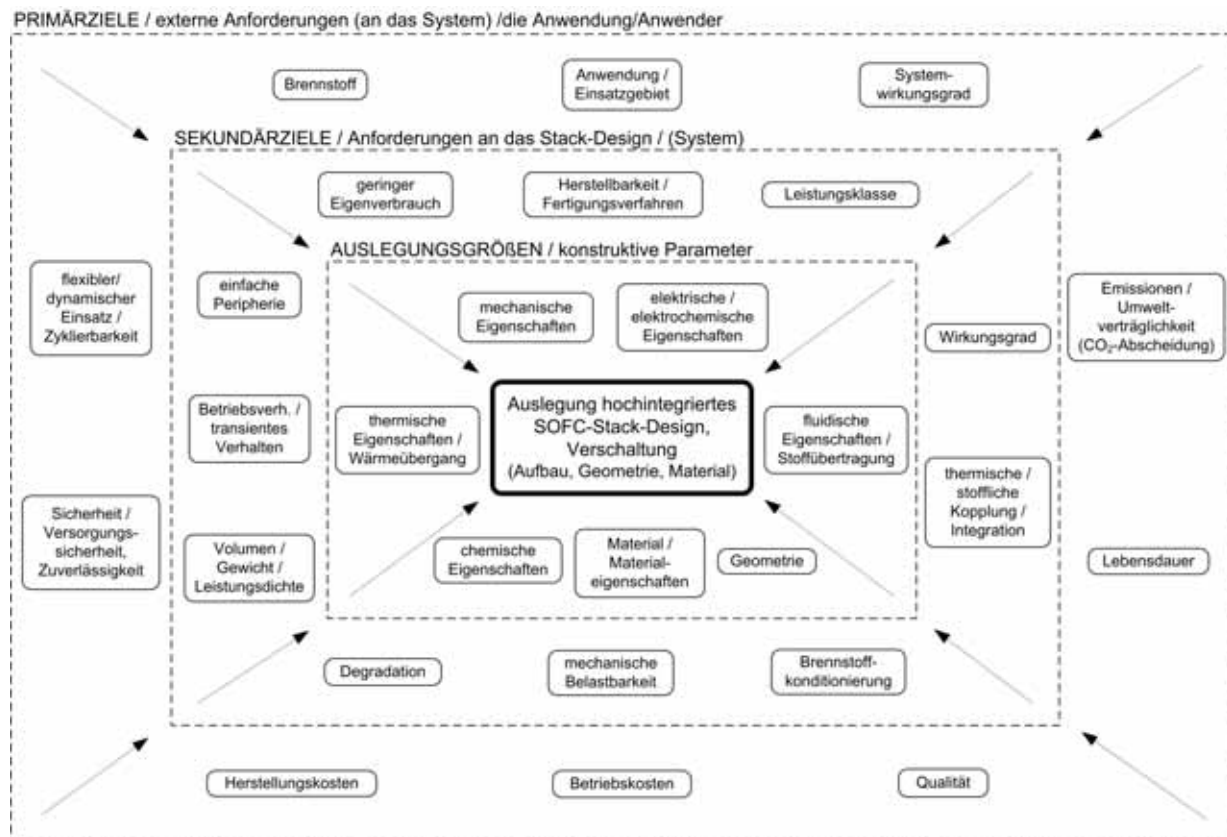 PRIMÄRZIELE / externe Anforderungen (an das System) /die Anwendung/Anwender
Brennstoff
Anwendung /
Einsatzgebiet
System-
wirkungsgrad
SEKUNDÄRZIELE / Anforderungen an das Stack-Design / (System)
geringer
Eigenverbrauch
Herstellbarkeit /
Fertigungsverfahren
Leistungsklasse
AUSLEGUNGSGRÖßEN / konstruktive Parameter
flexibler/
dynamischer
Einsatz /
Zyklierbarkeit
einfache
Peripherie
mechanische
Eigenschaften
elektrische /
elektrochemische
Eigenschaften
Wirkungsgrad
Emissionen /
Umwelt-
verträglichkeit
(CO₂-Abscheidung)
Betriebsverh. /
transientes
Verhalten
thermische
Eigenschaften /
Wärmeübergang
Auslegung hochintegriertes
SOFC-Stack-Design,
Verschaltung
(Aufbau, Geometrie, Material)
fluidische
Eigenschaften /
Stoffübertragung
thermische /
stoffliche
Kopplung /
Integration
Sicherheit /
Versorgungs-
sicherheit,
Zuverlässigkeit
Volumen /
Gewicht /
Leistungsdichte
chemische
Eigenschaften
Material /
Material-
eigenschaften
Geometrie
Lebensdauer
Degradation
mechanische
Belastbarkeit
Brennstoff-
konditionierung
Herstellungskosten
Betriebskosten
Qualität